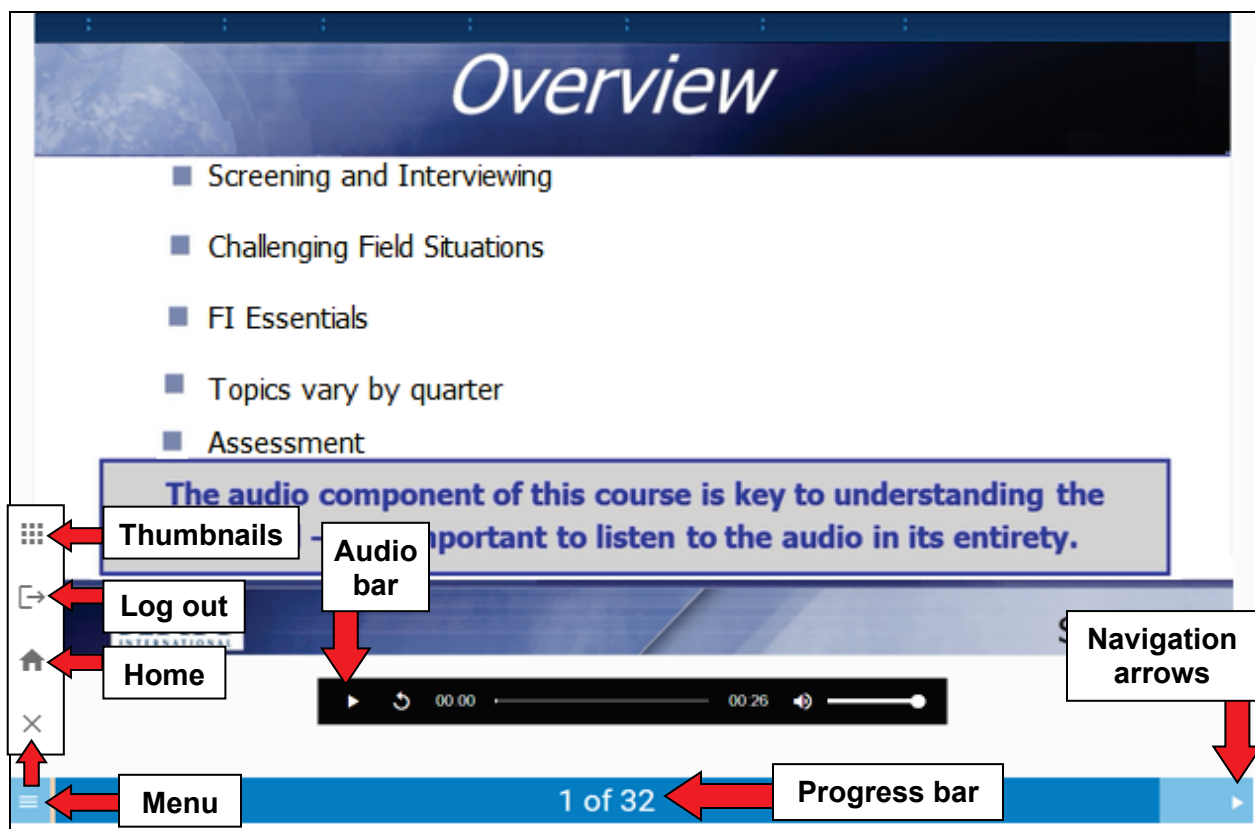 Overview
Screening and Interviewing
Challenging Field Situations
FI Essentials
Topics vary by quarter
Assessment
The audio component of this course is key to understanding the
- portant to listen to the audio in its entirety.
Thumbnails
Audio
bar
Log out
INTERNATIONAL
S
Navigation
arrows
Home
00:00 00:26
Menu
1 of 32
Progress bar